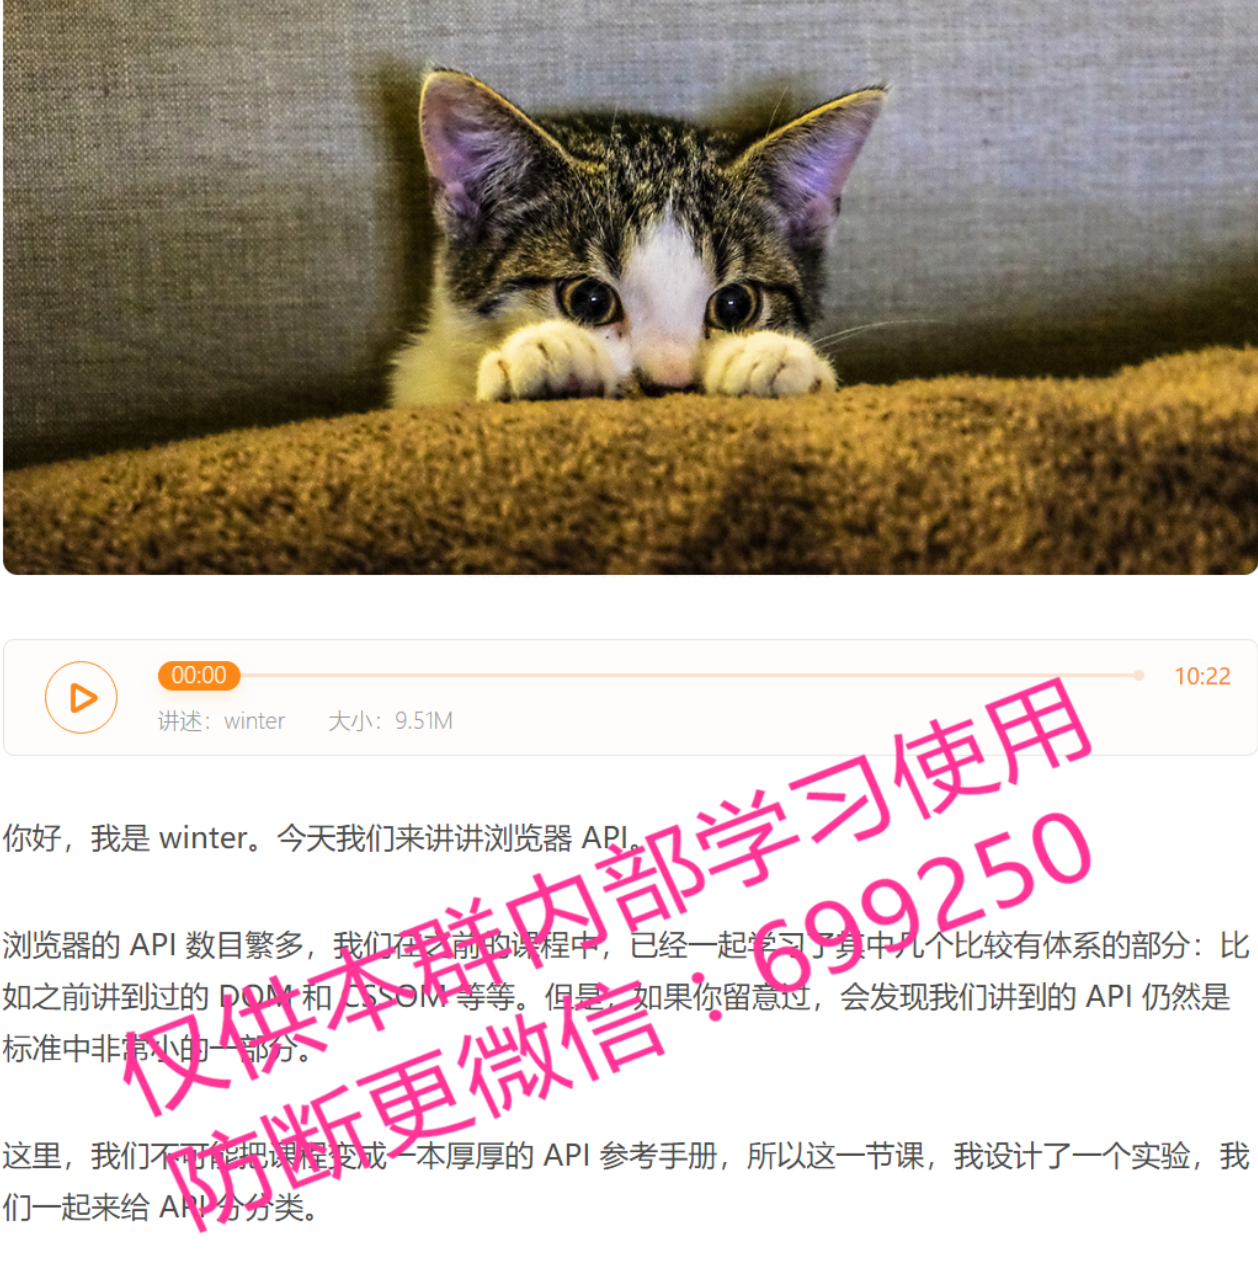 00:00
10:22
讲述：winter 大小：9.51M
你好，我是 winter。今天我们来讲讲浏览器 API。
浏览器的 API 数目繁多，我们在之前的课程中，已经一起学习了其中几个比较有体系的部分：比
如之前讲到过的 DOM 和 CSSOM 等等。但是，如果你留意过，会发现我们讲到的 API 仍然是
标准中非常小的一部分。
这里，我们不可能把课程变成一本厚厚的 API 参考手册，所以这一节课，我设计了一个实验，我
们一起来给 API 分分类。
仅供本群内部学习使用
防断更微信：699250